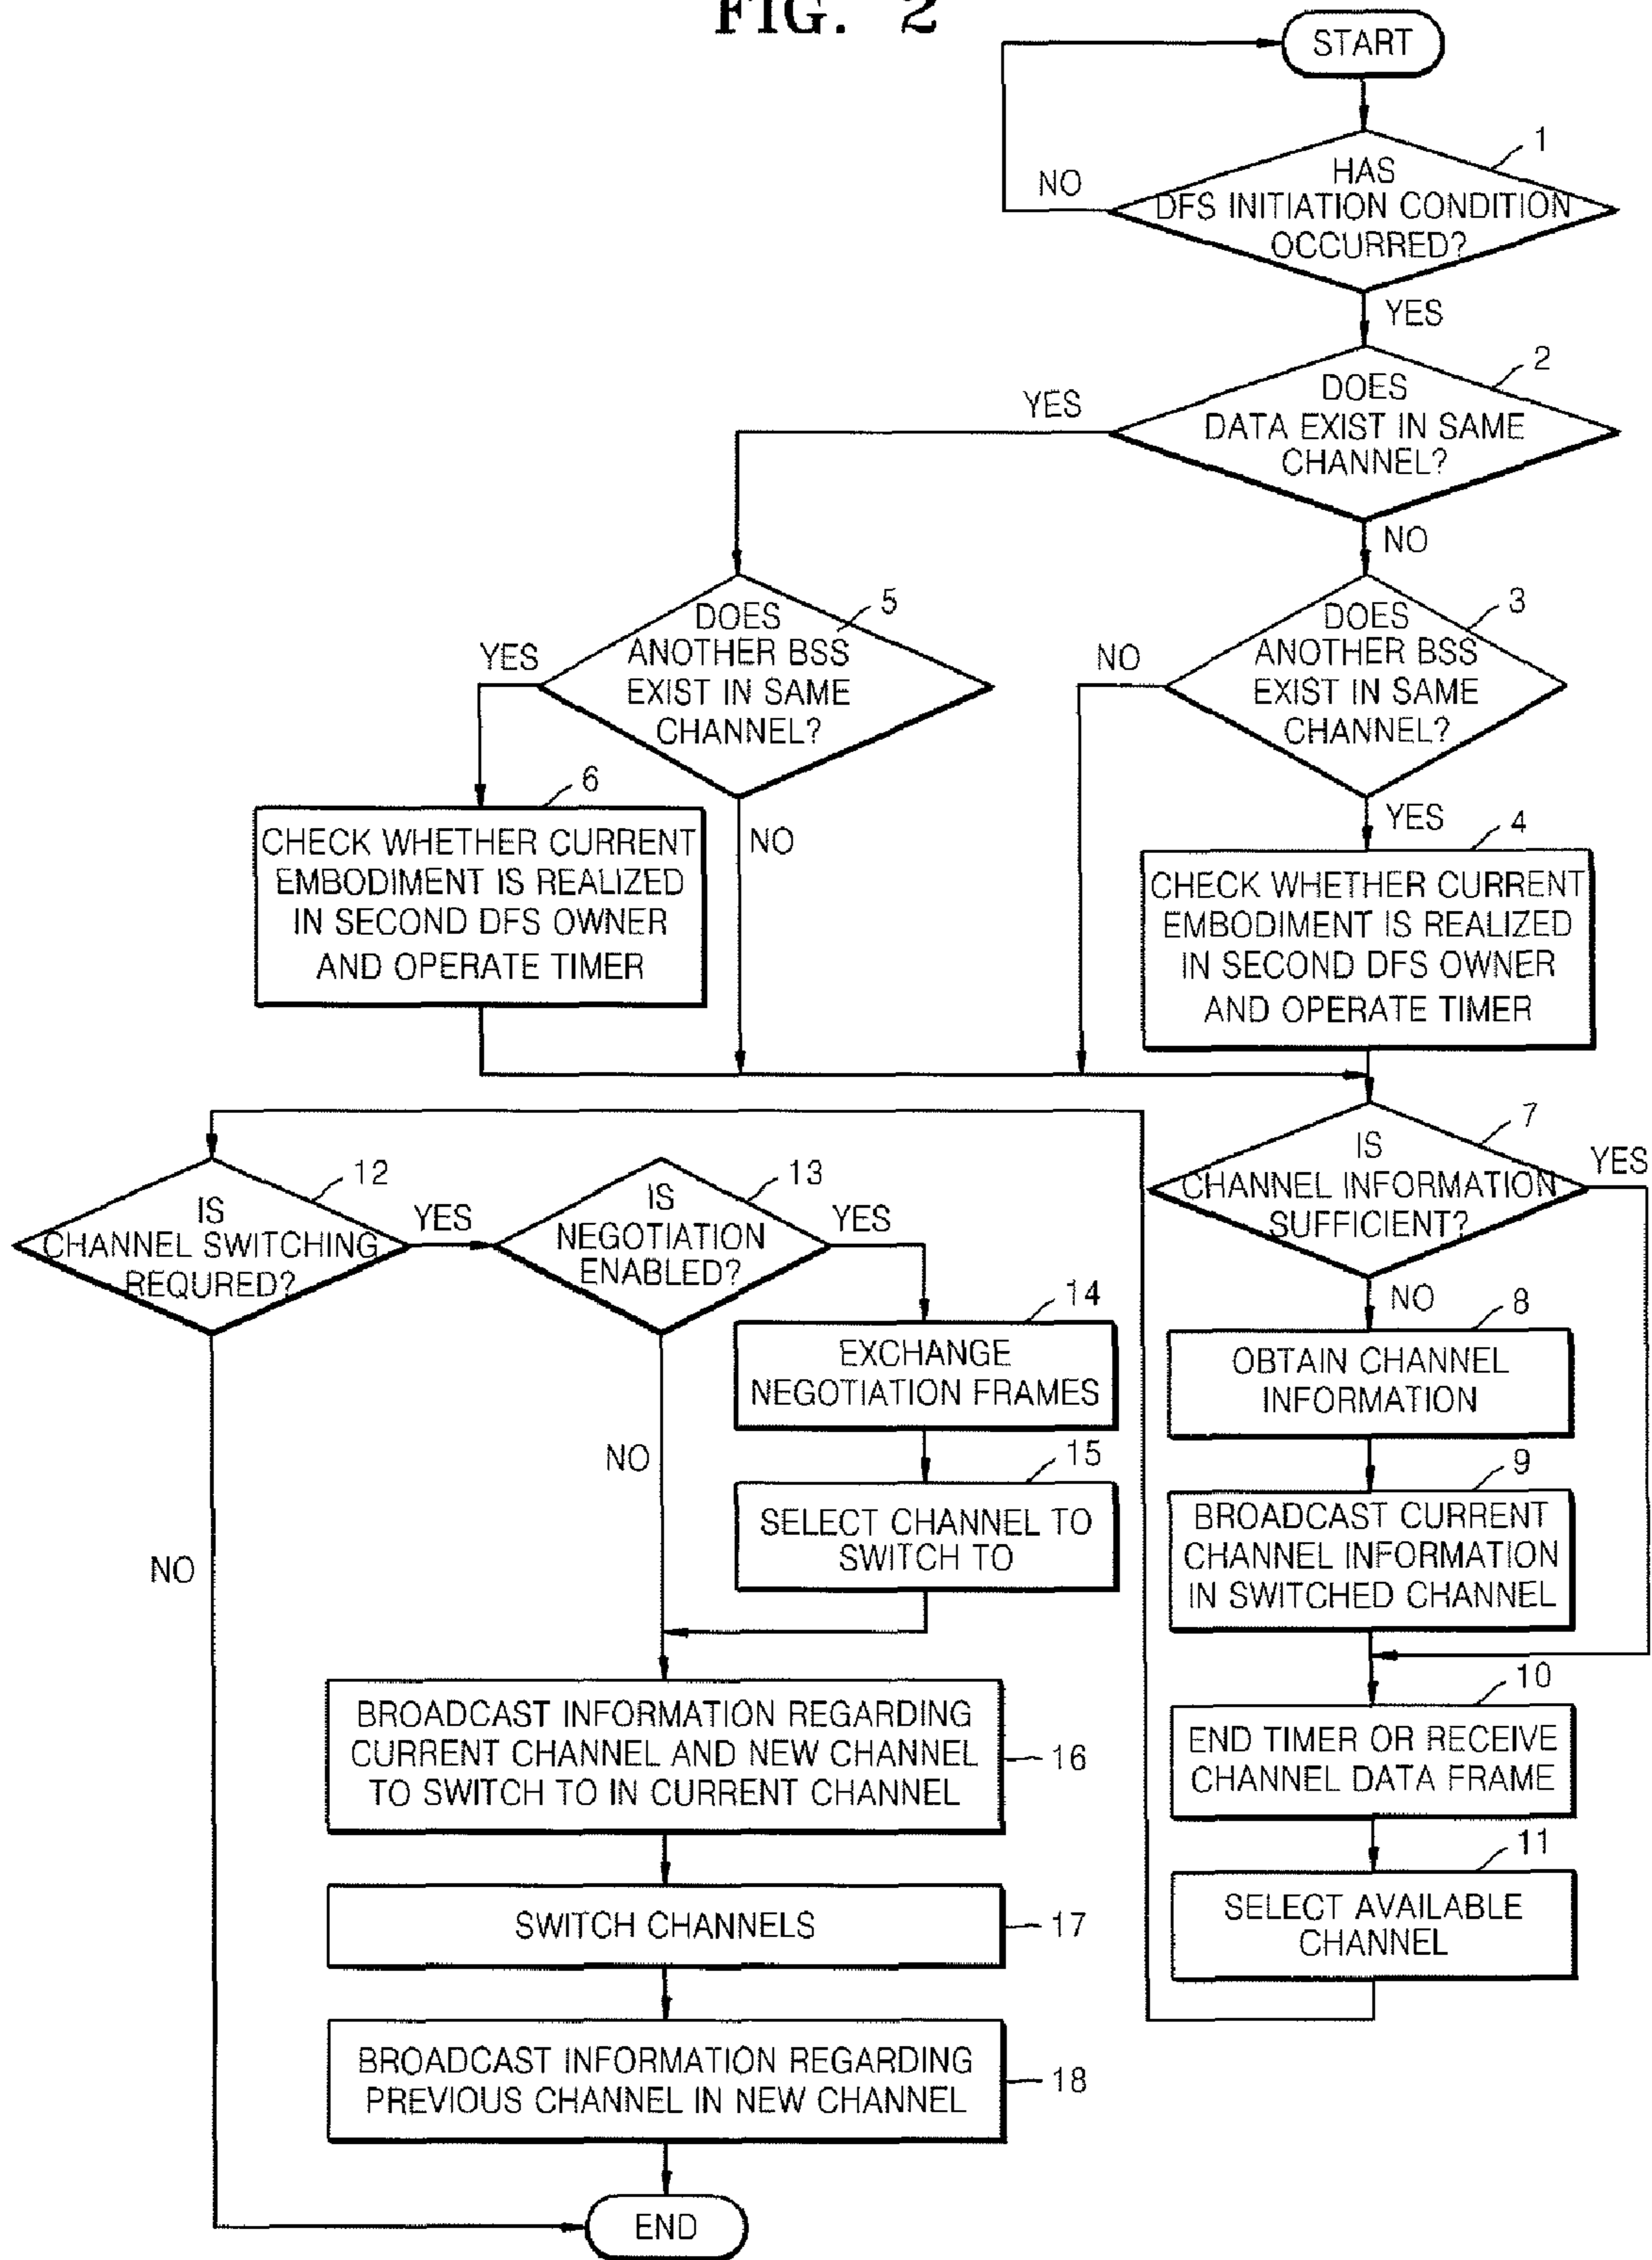 FIG. 2
START
1
HAS
DFS INITIATION CONDITION
OCCURRED?
NO
YES
2
DOES
DATA EXIST IN SAME
CHANNEL?
YES
NO
5
DOES
ANOTHER BSS
EXIST IN SAME
CHANNEL?
YES
NO
3
DOES
ANOTHER BSS
EXIST IN SAME
CHANNEL?
NO
YES
6
CHECK WHETHER CURRENT
EMBODIMENT IS REALIZED
IN SECOND DFS OWNER
AND OPERATE TIMER
4
CHECK WHETHER CURRENT
EMBODIMENT IS REALIZED
IN SECOND DFS OWNER
AND OPERATE TIMER
7
IS
CHANNEL INFORMATION
SUFFICIENT?
YES
NO
8
OBTAIN CHANNEL
INFORMATION
9
BROADCAST CURRENT
CHANNEL INFORMATION
IN SWITCHED CHANNEL
10
END TIMER OR RECEIVE
CHANNEL DATA FRAME
11
SELECT AVAILABLE
CHANNEL
12
IS
CHANNEL SWITCHING
REQURED?
YES
NO
13
IS
NEGOTIATION
ENABLED?
YES
NO
14
EXCHANGE
NEGOTIATION FRAMES
15
SELECT CHANNEL TO
SWITCH TO
BROADCAST INFORMATION REGARDING
CURRENT CHANNEL AND NEW CHANNEL
TO SWITCH TO IN CURRENT CHANNEL
16
SWITCH CHANNELS
17
BROADCAST INFORMATION REGARDING
PREVIOUS CHANNEL IN NEW CHANNEL
18
END